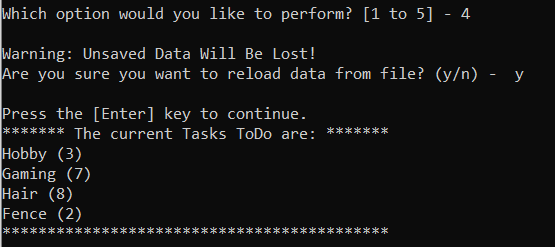 Which option would you like to perform? [1 to 5] - 4
Warning: Unsaved Data Will Be Lost!
Are you sure you want to reload data from file? (y/n) -  y
Press the [Enter] key to continue.
******* The current Tasks ToDo are: *******
Hobby (3)
Gaming (7)
Hair (8)
Fence (2)
*******************************************